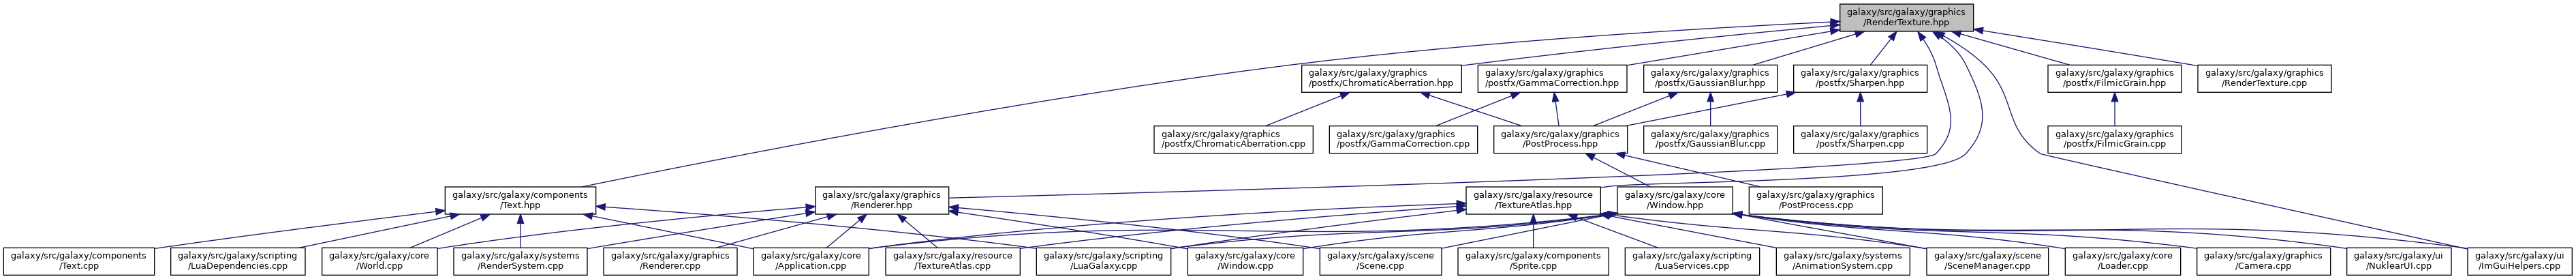 galaxy/src/galaxy/graphics
/RenderTexture.hpp
galaxy/src/galaxy/graphics
/postfx/ChromaticAberration.hpp
galaxy/src/galaxy/graphics
/postfx/GammaCorrection.hpp
galaxy/src/galaxy/graphics
/postfx/GaussianBlur.hpp
galaxy/src/galaxy/graphics
/postfx/Sharpen.hpp
galaxy/src/galaxy/graphics
/postfx/FilmicGrain.hpp
galaxy/src/galaxy/graphics
/RenderTexture.cpp
galaxy/src/galaxy/graphics
/postfx/ChromaticAberration.cpp
galaxy/src/galaxy/graphics
/postfx/GammaCorrection.cpp
galaxy/src/galaxy/graphics
/PostProcess.hpp
galaxy/src/galaxy/graphics
/postfx/GaussianBlur.cpp
galaxy/src/galaxy/graphics
/postfx/Sharpen.cpp
galaxy/src/galaxy/graphics
/postfx/FilmicGrain.cpp
galaxy/src/galaxy/components
/Text.hpp
galaxy/src/galaxy/graphics
/Renderer.hpp
galaxy/src/galaxy/resource
/TextureAtlas.hpp
galaxy/src/galaxy/core
/Window.hpp
galaxy/src/galaxy/graphics
/PostProcess.cpp
galaxy/src/galaxy/components
/Text.cpp
galaxy/src/galaxy/scripting
/LuaDependencies.cpp
galaxy/src/galaxy/core
/World.cpp
galaxy/src/galaxy/systems
/RenderSystem.cpp
galaxy/src/galaxy/graphics
/Renderer.cpp
galaxy/src/galaxy/core
/Application.cpp
galaxy/src/galaxy/resource
/TextureAtlas.cpp
galaxy/src/galaxy/scripting
/LuaGalaxy.cpp
galaxy/src/galaxy/core
/Window.cpp
galaxy/src/galaxy/scene
/Scene.cpp
galaxy/src/galaxy/components
/Sprite.cpp
galaxy/src/galaxy/scripting
/LuaServices.cpp
galaxy/src/galaxy/systems
/AnimationSystem.cpp
galaxy/src/galaxy/scene
/SceneManager.cpp
galaxy/src/galaxy/core
/Loader.cpp
galaxy/src/galaxy/graphics
/Camera.cpp
galaxy/src/galaxy/ui
/NuklearUI.cpp
galaxy/src/galaxy/ui
/ImGuiHelpers.cpp